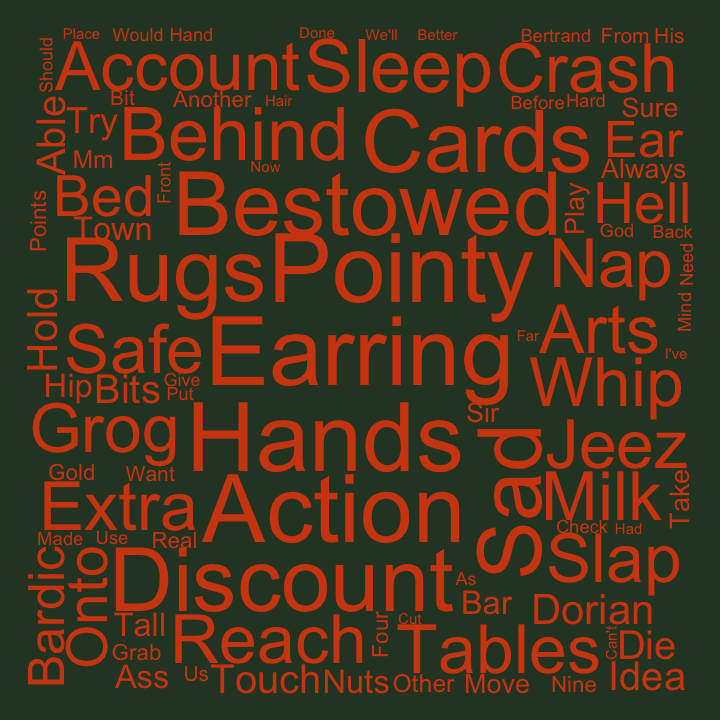 Place Would Hand Done We'll Better Bertrand From His
Should Account Sleep Crash
Bit Another Hair Before Hard Sure
Able Try Behind Cards Ear
Mm Now Always
Bed Front Bestowed Play Hell
Points Town God Back
Rugs Pointy Nap Mind Need
Hold Safe Earring Far Arts I've
Hip Bits Give Whip
Put
Grog Hands Sir Sad Jeez
Gold Want
Extra Action Milk Take
Made Use Real Check Had
Bardic Onto Discount As Slap
Bar Dorian
Tall Reach Four Cut Tables Can't Die
Grab
Ass Us Touch Nuts Other Move Nine Idea